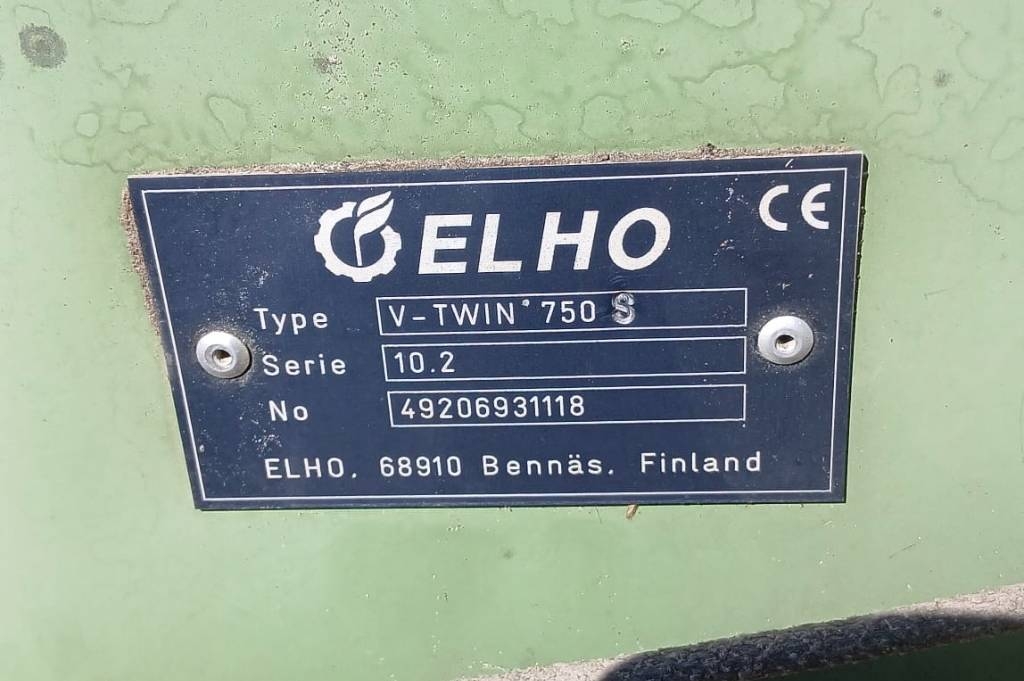 ELHO CE
Type V-TWIN 750 S
Serie 10.2
No 49206931118
ELHO, 68910 Bennäs, Finland